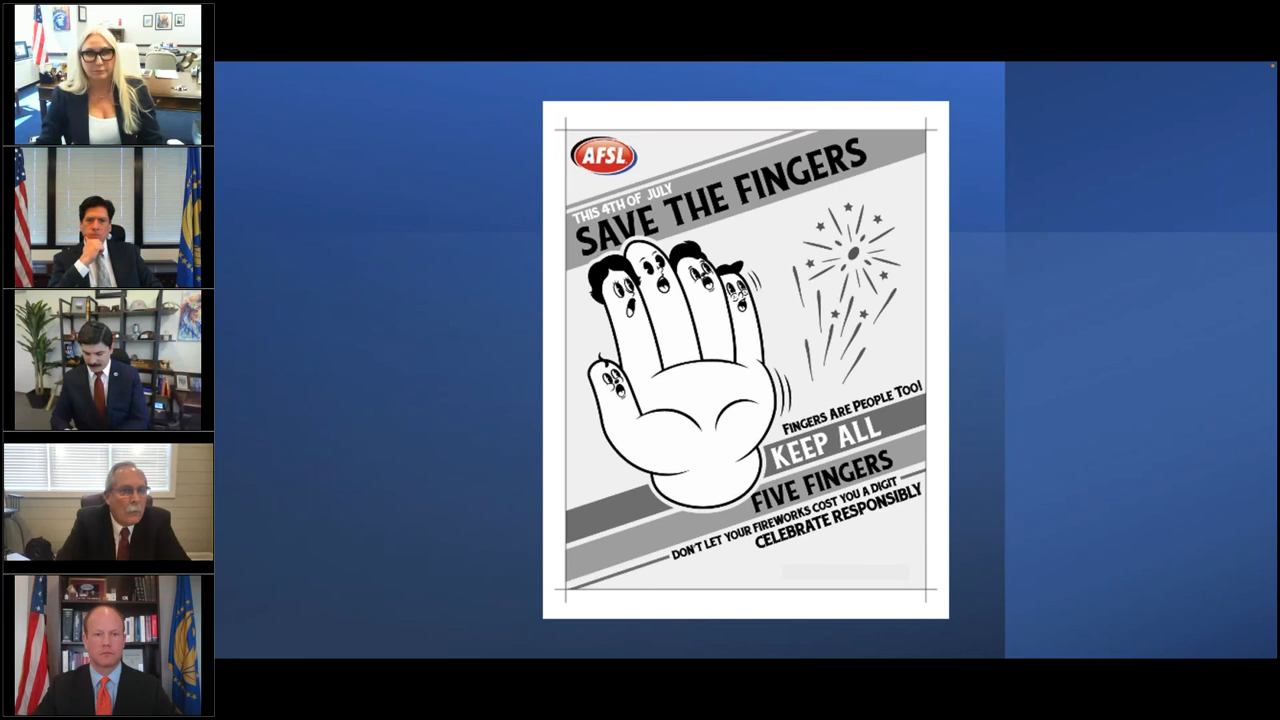 AFSL
THIS 4TH OF JULY
SAVE THE FINGERS
FINGERS ARE PEOPLE TOO!
KEEP ALL
FIVE FINGERS
DON'T LET YOUR FIREWORKS COST YOU A DIGIT
CELEBRATE RESPONSIBLY